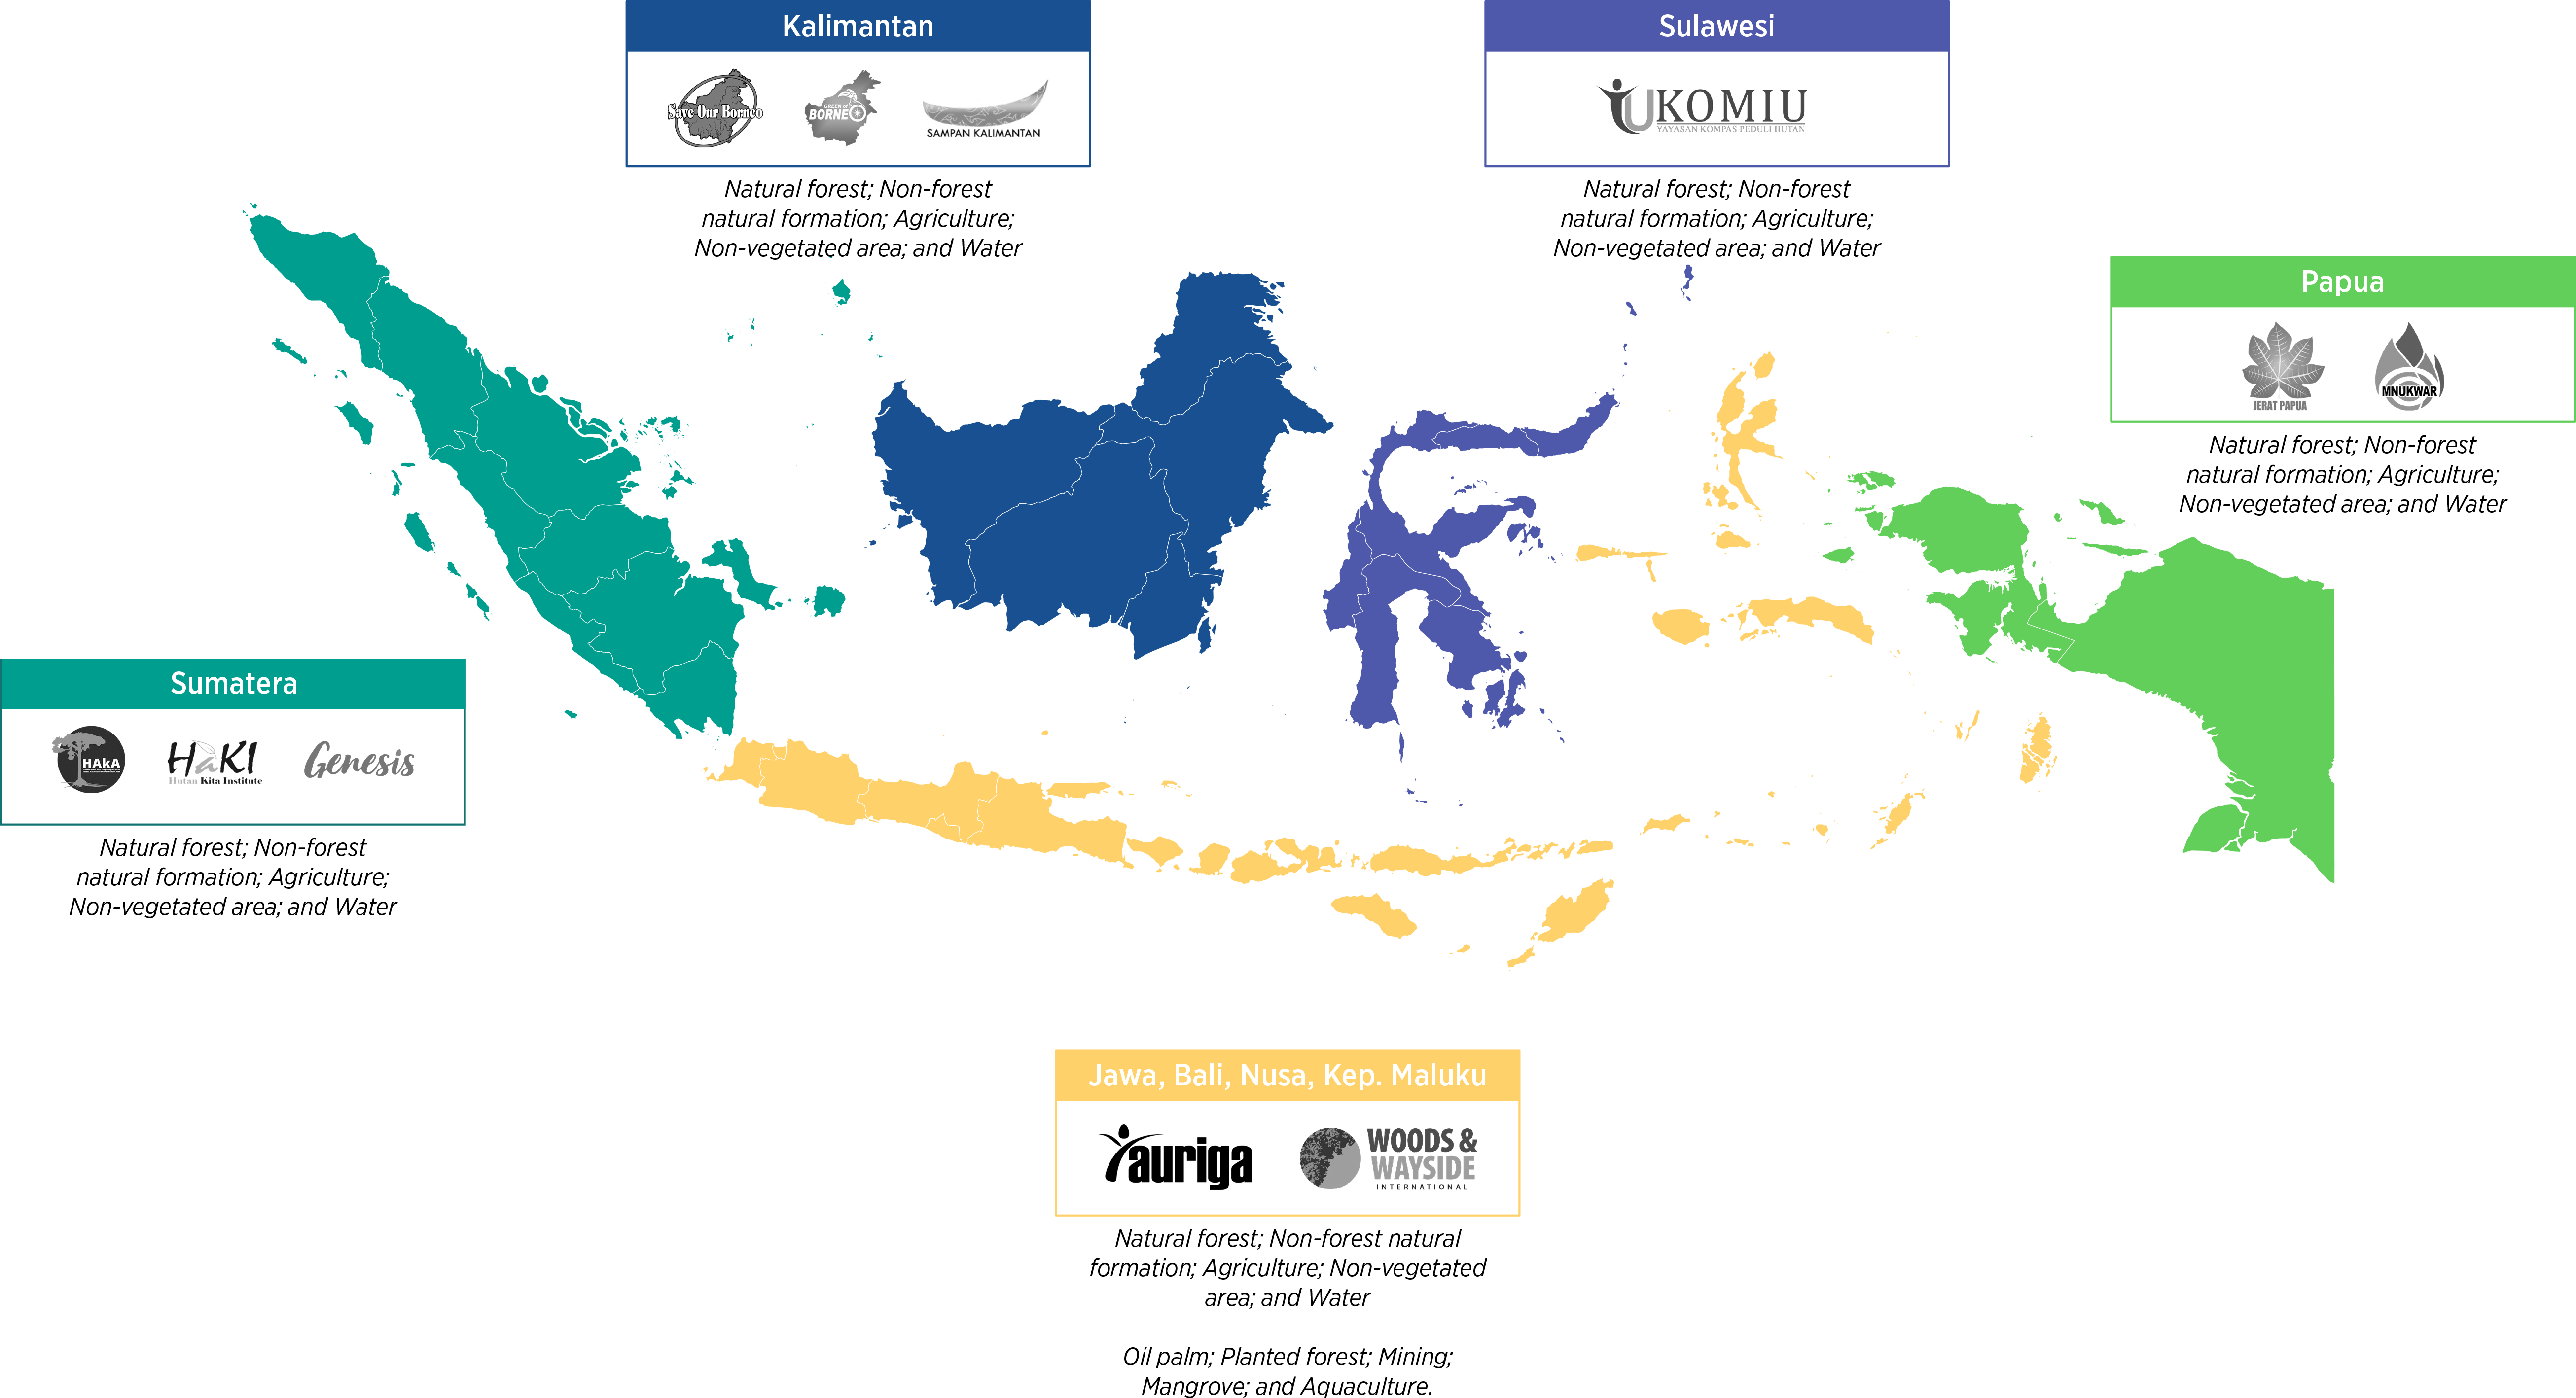 Kalimantan
Save Our Borneo
GREEN of
BORNEO
SAMPAN KALIMANTAN
Natural forest; Non-forest
natural formation; Agriculture;
Non-vegetated area; and Water
Sulawesi
UKOMIU
YAYASAN KOMPAS PEDULI HUTAN
Natural forest; Non-forest
natural formation; Agriculture;
Non-vegetated area; and Water
Papua
JERAT PAPUA
MNUKWAR
Natural forest; Non-forest
natural formation; Agriculture;
Non-vegetated area; and Water
Sumatera
HAkA
HaKI
Hutan Kita Institute
Genesis
Natural forest; Non-forest
natural formation; Agriculture;
Non-vegetated area; and Water
Jawa, Bali, Nusa, Kep. Maluku
auriga
WOODS &
WAYSIDE
INTERNATIONAL
Natural forest; Non-forest natural
formation; Agriculture; Non-vegetated
area; and Water
Oil palm; Planted forest; Mining;
Mangrove; and Aquaculture.